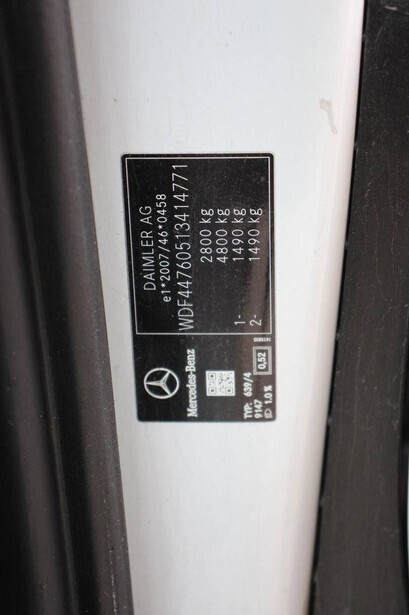 DAIMLER AG
e1*2007/46*0458
WDF44760513414771
2800 kg
4800 kg
1- 1490 kg
2- 1490 kg
Mercedes-Benz
TYP: 639/4
9147
1.0%
0,52